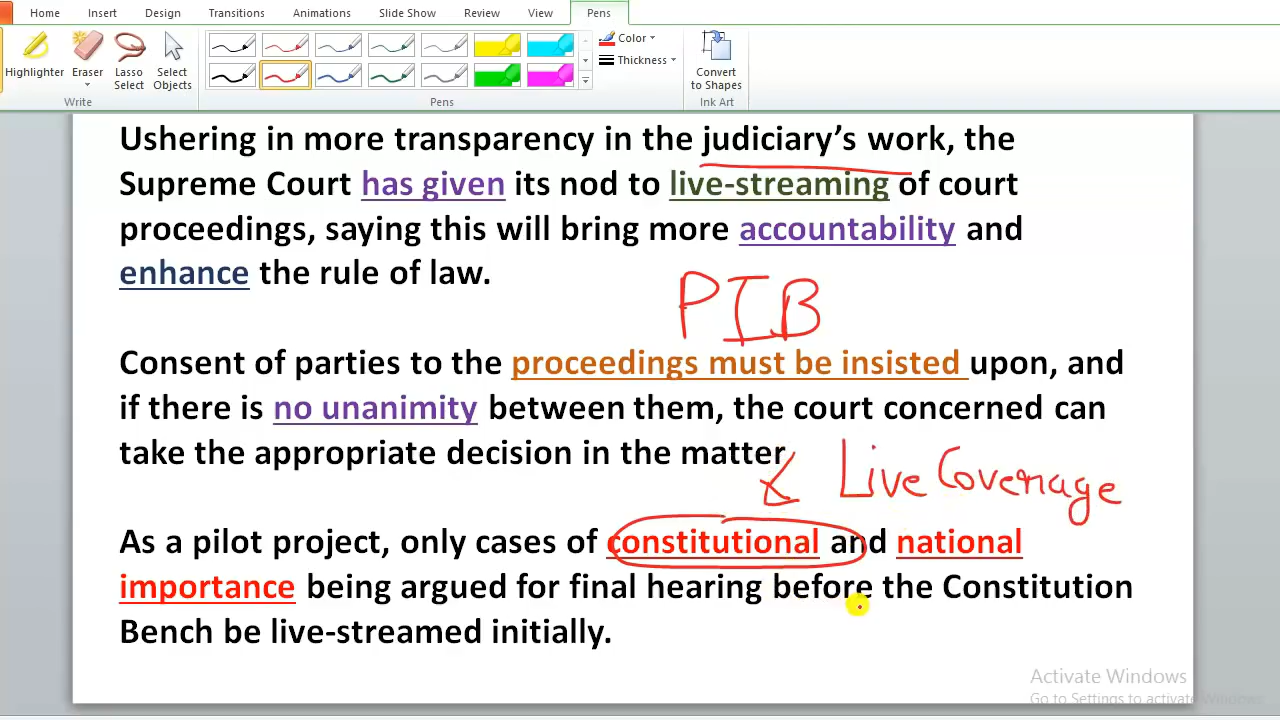 Home Insert Design Transitions Animations Slide Show Review View Pens
Highlighter Eraser Lasso Select Select Objects
Color
Thickness
Convert to Shapes
Write Pens Ink Art
Ushering in more transparency in the judiciary's work, the
Supreme Court has given its nod to live-streaming of court
proceedings, saying this will bring more accountability and
enhance the rule of law.
PIB
Consent of parties to the proceedings must be insisted upon, and
if there is no unanimity between them, the court concerned can
take the appropriate decision in the matter
Live Coverage
As a pilot project, only cases of constitutional and national
importance being argued for final hearing before the Constitution
Bench be live-streamed initially.
Activate Windows
Go to Settings to activate Windows.